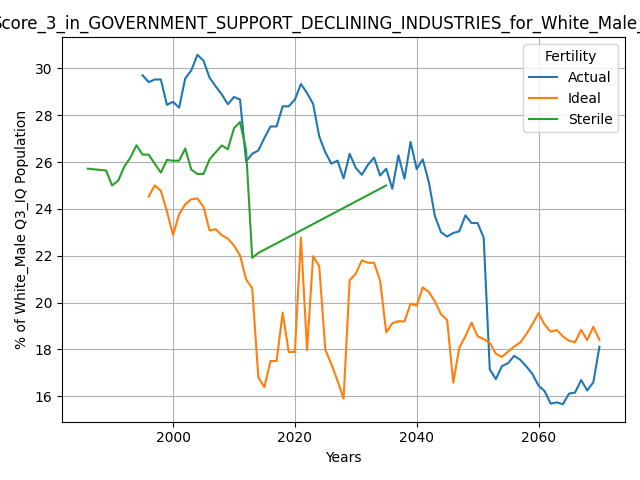 Score_3_in_GOVERNMENT_SUPPORT_DECLINING_INDUSTRIES_for_White_Male_
Fertility
Actual
Ideal
Sterile
% of White_Male Q3_IQ Population
30
28
26
24
22
20
18
16
2000
2020
2040
2060
Years